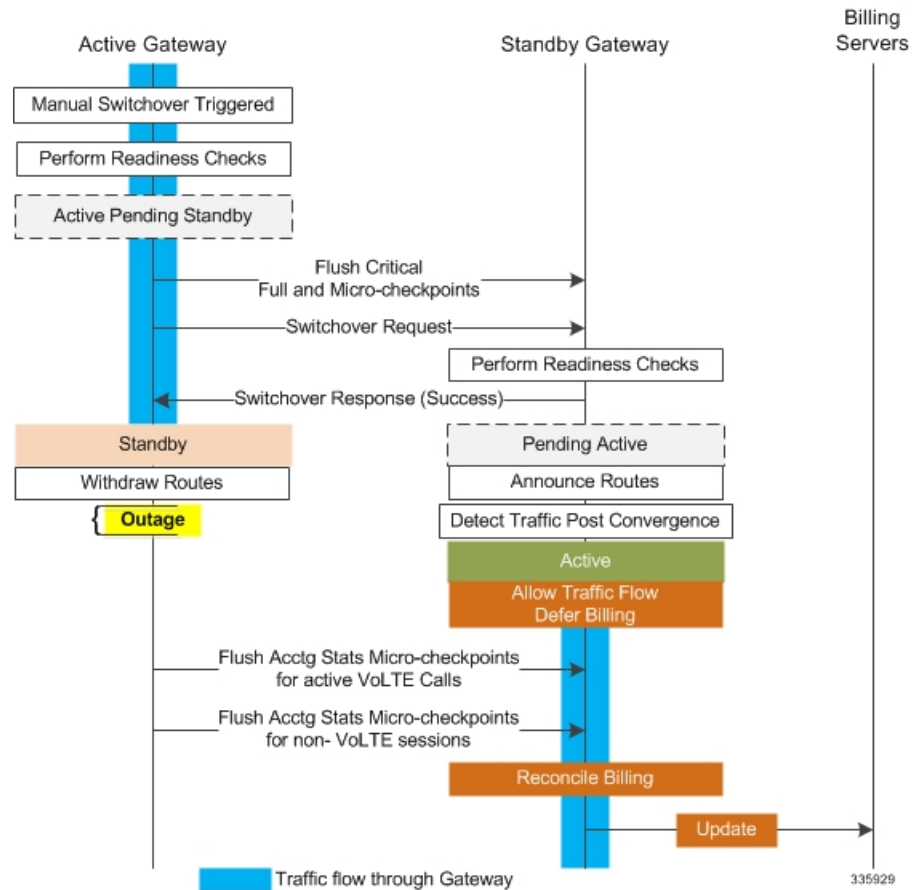 Billing
Servers
Active Gateway
Standby Gateway
Manual Switchover Triggered
Perform Readiness Checks
Active Pending Standby
Flush Critical
Full and Micro-checkpoints
Switchover Request
Perform Readiness Checks
Switchover Response (Success)
Standby
Pending Active
Withdraw Routes
Announce Routes
{ Outage
Detect Traffic Post Convergence
Active
Allow Traffic Flow
Defer Billing
Flush Acctg Stats Micro-checkpoints
for active VoLTE Calls
Flush Acctg Stats Micro-checkpoints
for non- VoLTE sessions
Reconcile Billing
Update
Traffic flow through Gateway
335929